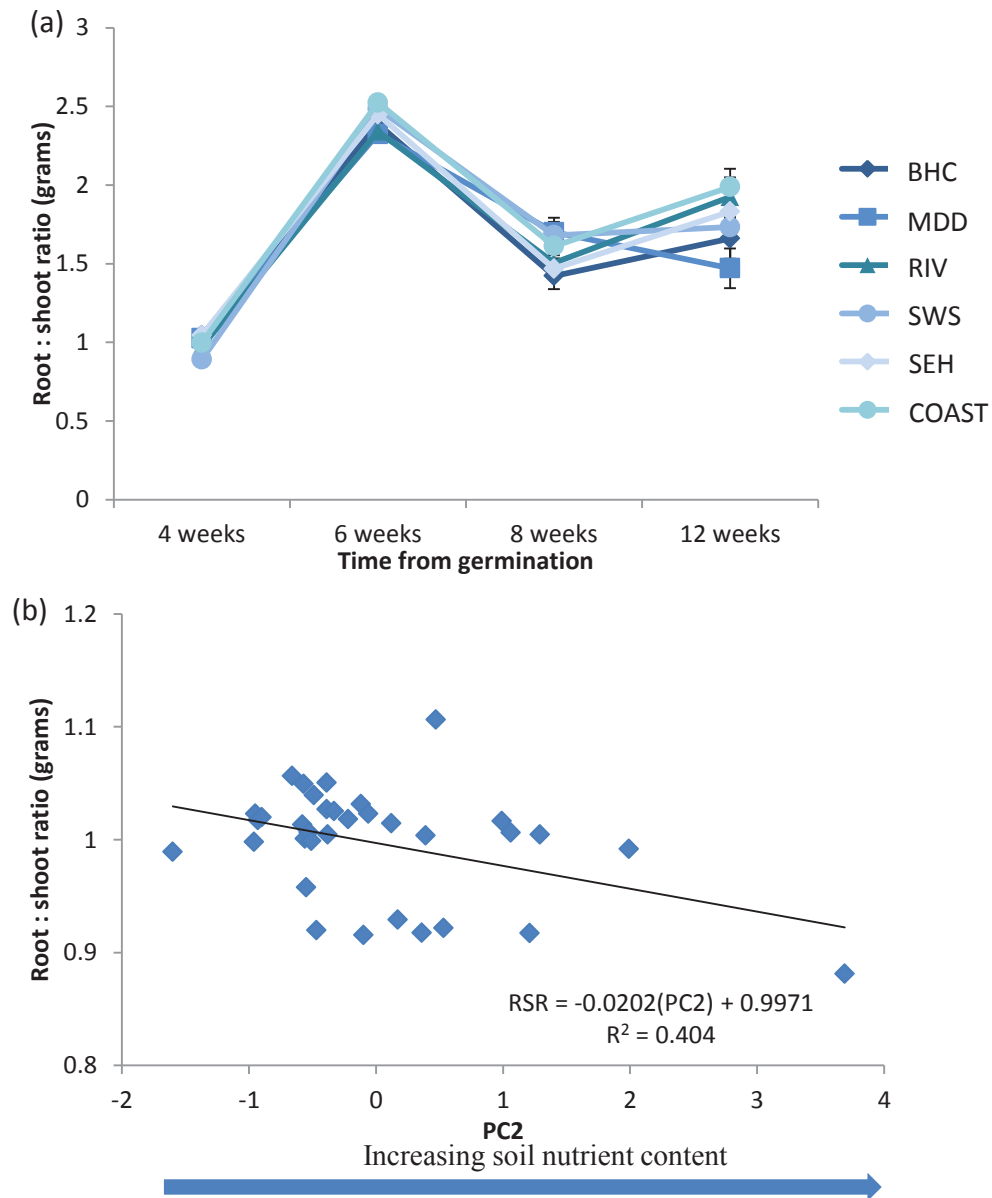 (a)
3
2.5
2
1.5
1
0.5
0
Root : shoot ratio (grams)
4 weeks 6 weeks 8 weeks 12 weeks
Time from germination
BHC
MDD
RIV
SWS
SEH
COAST
(b)
1.2
1.1
1
0.9
0.8
Root : shoot ratio (grams)
RSR = -0.0202(PC2) + 0.9971
R² = 0.404
-2 -1 0 1 2 3 4
PC2
Increasing soil nutrient content